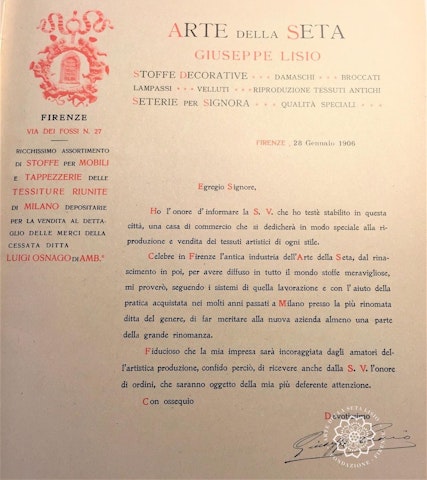 ARTE DELLA SETA
GIUSEPPE LISIO
STOFFE DECORATIVE *** DAMASCHI *** BROCCATI
LAMPASSI *** VELLUTI *** RIPRODUZIONE TESSUTI ANTICHI
SETERIE PER SIGNORA *** QUALITÀ SPECIALI ***
FIRENZE
VIA DEI FOSSI N. 27
RICCHISSIMO ASSORTIMENTO
DI STOFFE PER MOBILI
E TAPPEZZERIE DELLE
TESSITURE RIUNITE
DI MILANO DEPOSITARIE
PER LA VENDITA AL DETTA-
GLIO DELLE MERCI DELLA
CESSATA DITTA
LUIGI OSNAGO DI AMB.°
FIRENZE, 28 Gennaio 1906
Egregio Signore,
Ho l'onore d'informare la S. V. che ho testè stabilito in questa
città, una casa di commercio che si dedicherà in modo speciale alla ri-
produzione e vendita dei tessuti artistici di ogni stile.
Celebre in Firenze l'antica industria dell'Arte della Seta, dal rina-
scimento in poi, per avere diffuso in tutto il mondo stoffe meravigliose,
mi proverò, seguendo i sistemi di quella lavorazione e con l'aiuto della
pratica acquistata nei molti anni passati a Milano presso la più rinomata
ditta del genere, di far meritare alla nuova azienda almeno una parte
della grande rinomanza.
Fiducioso che la mia impresa sarà incoraggiata dagli amatori del-
l'artistica produzione, confido perciò, di ricevere anche dalla S. V. l'onore
di ordini, che saranno oggetto della mia più deferente attenzione.
Con ossequio
Devotissimo
Giuseppe Lisio
FONDAZIONE